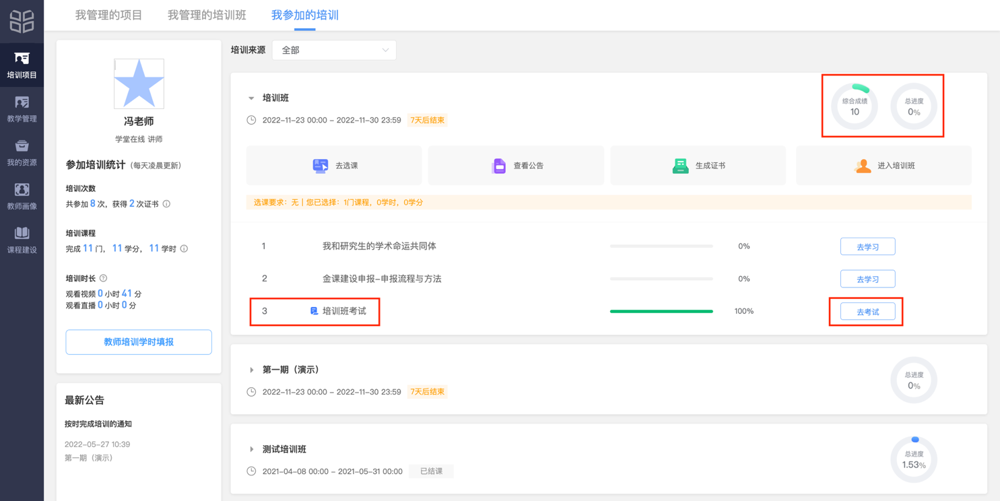 我管理的项目 我管理的培训班 我参加的培训
培训项目
教学管理
我的资源
教师画像
课程建设
冯老师
学堂在线 讲师
参加培训统计 (每天凌晨更新)
培训次数
共参加 8 次，获得 2 次证书
培训课程
完成 11 门， 11 学分， 11 学时
培训时长
观看视频 0 小时 41 分
观看直播 0 小时 0 分
教师培训学时填报
最新公告
按时完成培训的通知
2022-05-27 10:39
第一期（演示）
培训来源 全部
培训班
2022-11-23 00:00 - 2022-11-30 23:59 7天后结束
综合成绩
10
总进度
0%
去选课 查看公告 生成证书 进入培训班
选课要求：无 | 您已选择：1门课程，0学时，0学分
1 我和研究生的学术命运共同体 0% 去学习
2 金课建设申报-申报流程与方法 0% 去学习
3 培训班考试 100% 去考试
第一期（演示）
2022-11-23 00:00 - 2022-11-30 23:59 7天后结束
总进度
0%
测试培训班
2021-04-08 00:00 - 2021-05-31 00:00 已结课
总进度
1.53%